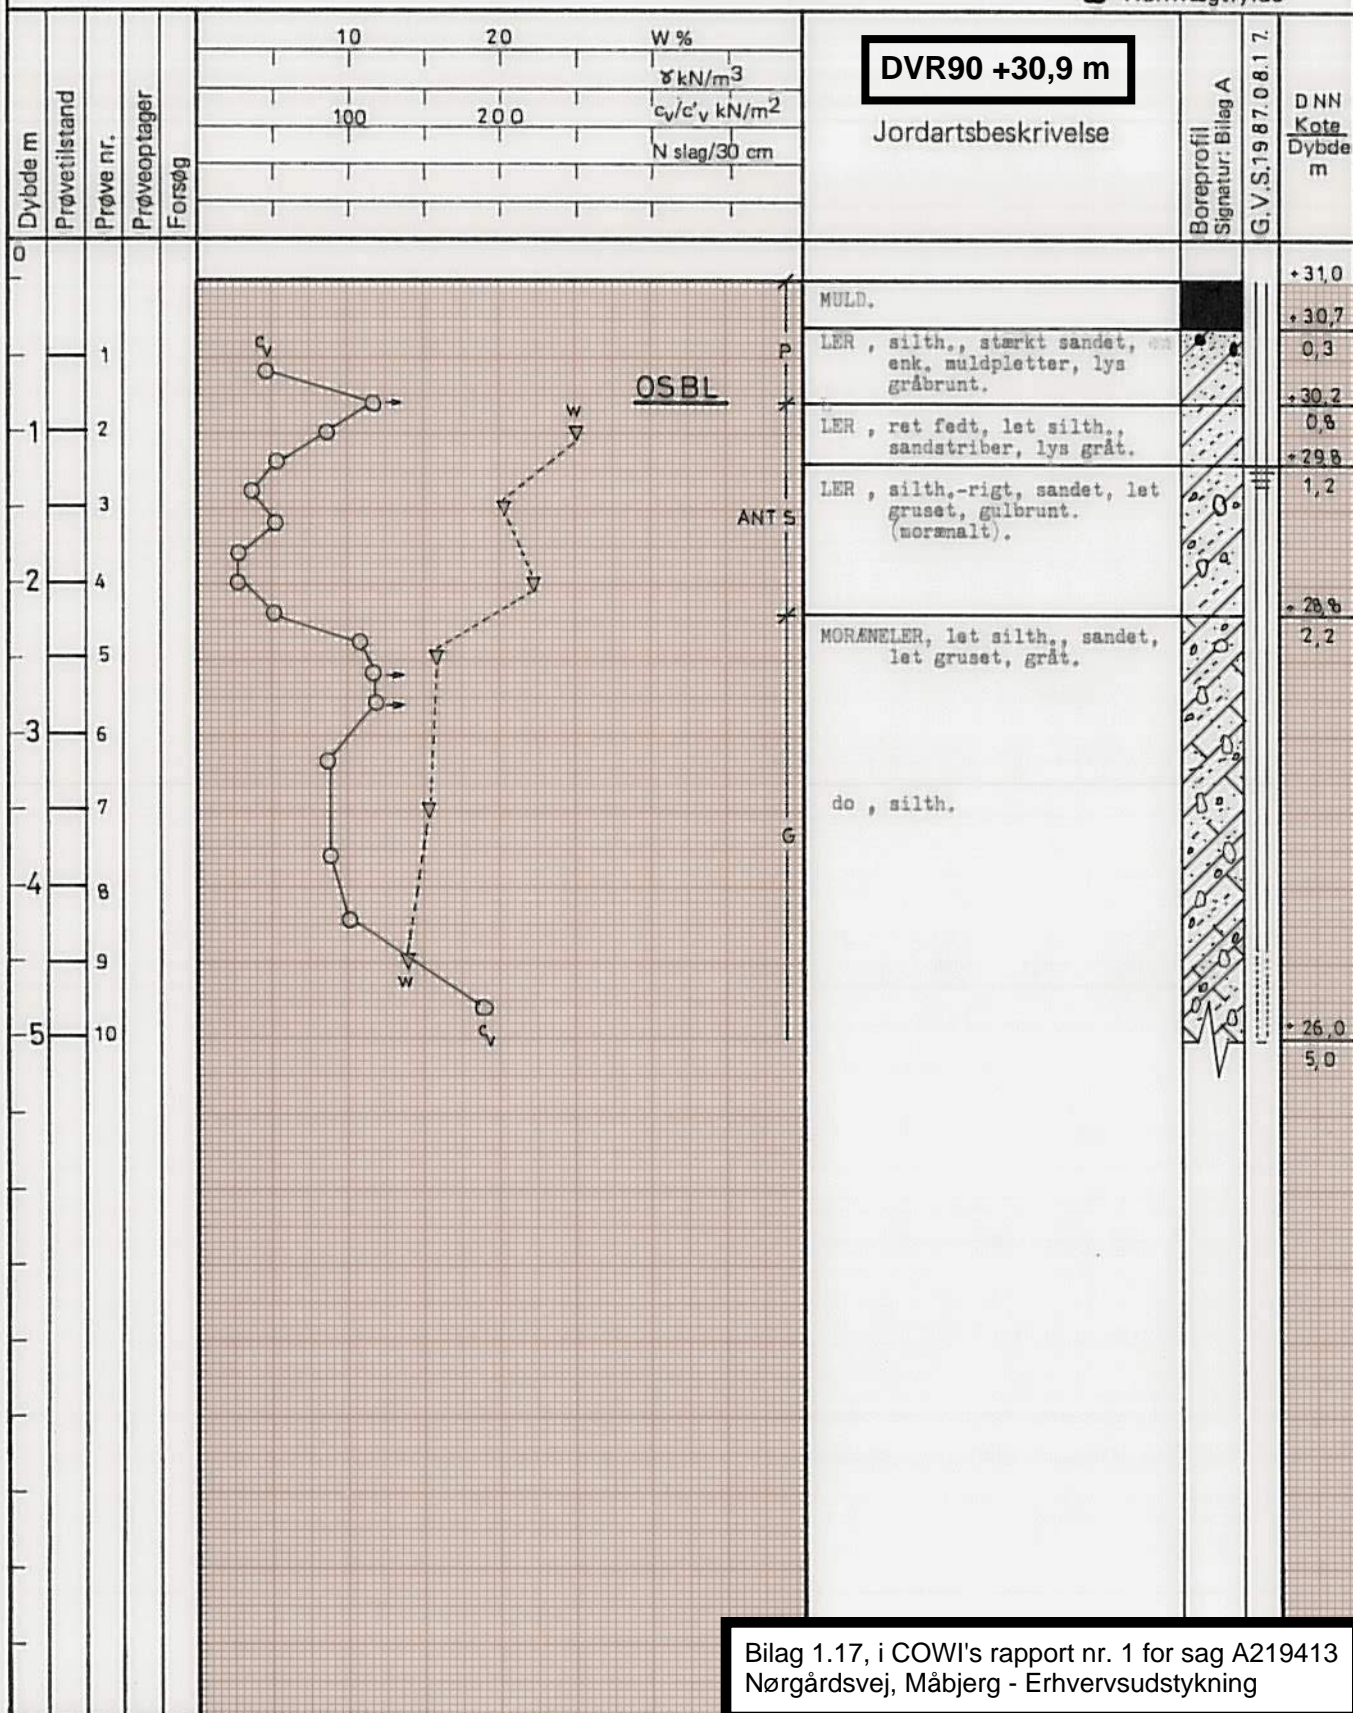 10 20 W %
γ kN/m³
100 200 cv/c'v kN/m²
N slag/30 cm
Dybde m
Prøvetilstand
Prøve nr.
Prøveoptager
Forsøg
DVR90 +30,9 m
Jordartsbeskrivelse
Boreprofil
Signatur: Bilag A
G.V.S.1987.08.17.
DNN
Kote
Dybde
m
0
+31,0
MULD.
+30,7
cv
1
P
LER , silth., stærkt sandet,
enk. muldpletter, lys
gråbrunt.
0,3
OSBL
+30,2
w
1
2
LER , ret fedt, let silth.,
sandstriber, lys gråt.
0,8
+29,8
3
ANT S
LER , silth.-rigt, sandet, let
gruset, gulbrunt.
(morænalt).
1,2
2
4
+28,8
5
MORÆNELER, let silth., sandet,
let gruset, gråt.
2,2
3
6
7
do , silth.
G
4
8
9
w
5
10
cv
+26,0
5,0
Bilag 1.17, i COWI's rapport nr. 1 for sag A219413
Nørgårdsvej, Måbjerg - Erhvervsudstykning